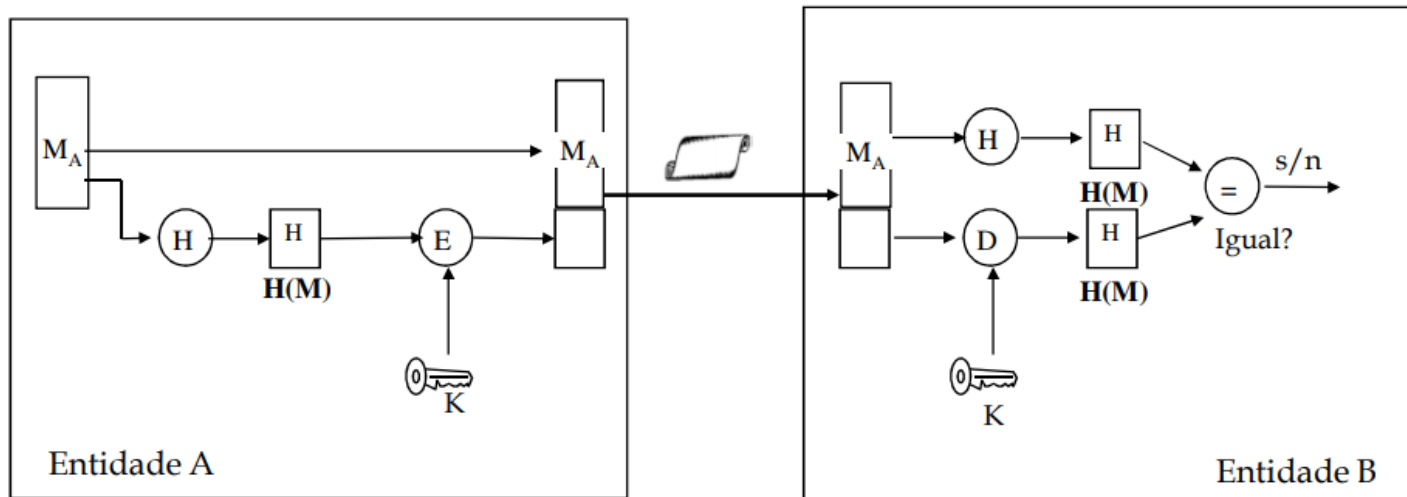 M_A
H
H
H(M)
E
K
M_A
Entidade A
M_A
H
H
H(M)
D
H
H(M)
K
=
Igual?
s/n
Entidade B